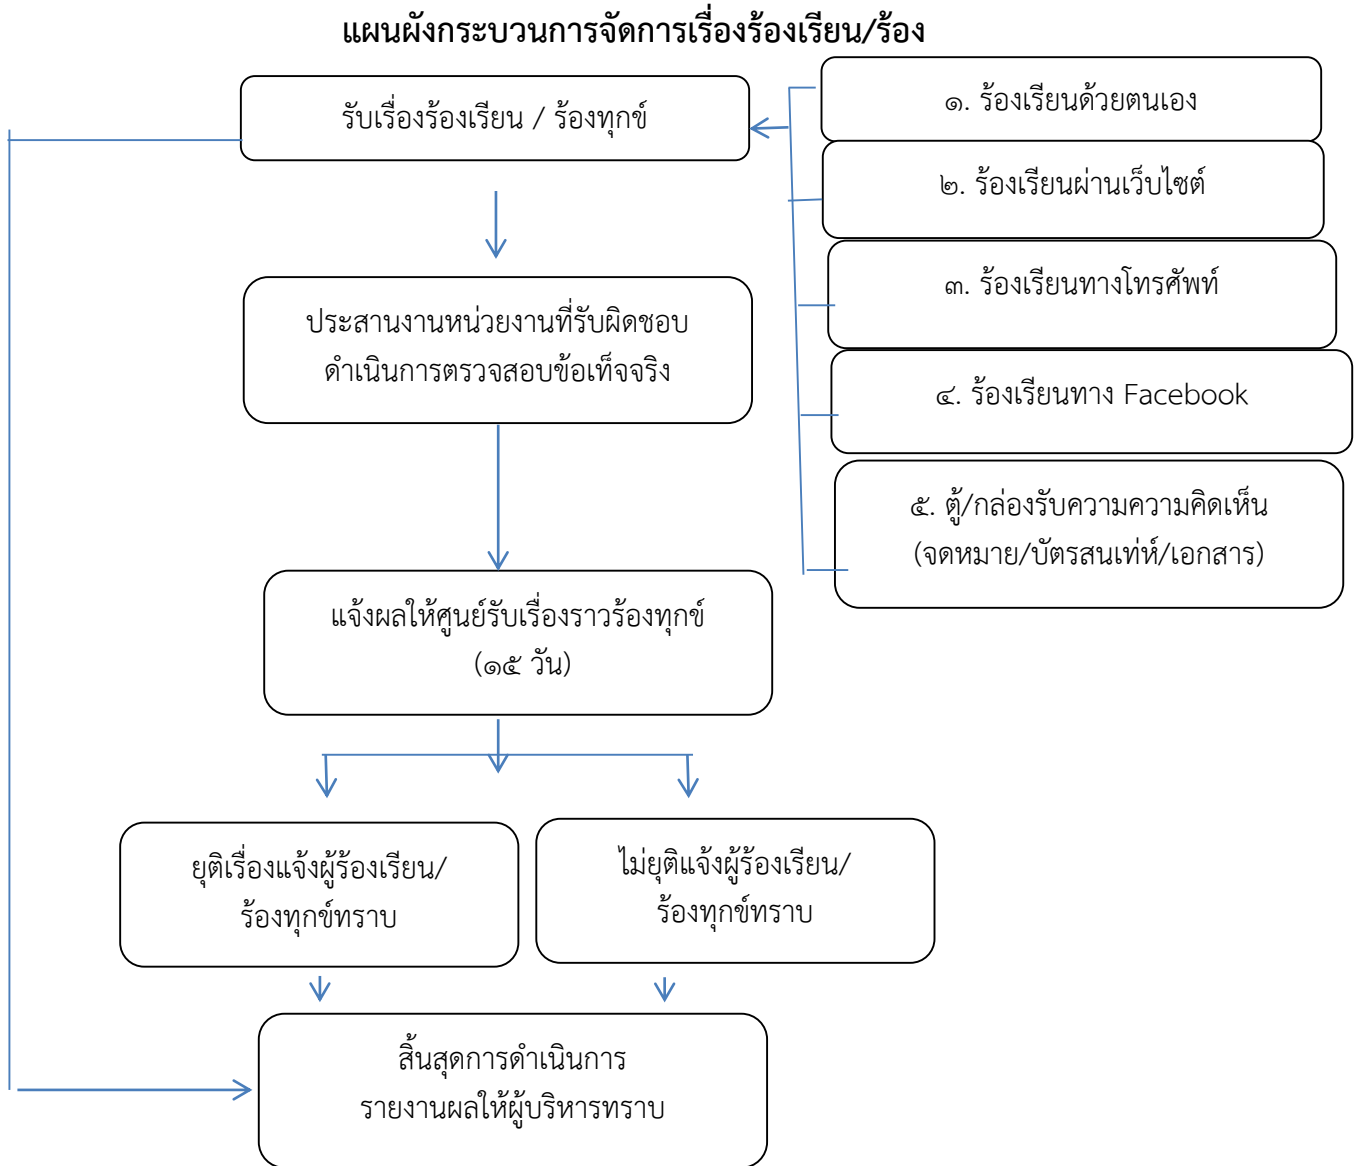 แผนผังกระบวนการจัดการเรื่องร้องเรียน/ร้อง
รับเรื่องร้องเรียน / ร้องทุกข์
๑. ร้องเรียนด้วยตนเอง
๒. ร้องเรียนผ่านเว็บไซต์
๓. ร้องเรียนทางโทรศัพท์
๔. ร้องเรียนทาง Facebook
๕. ตู้/กล่องรับความความคิดเห็น
(จดหมาย/บัตรสนเท่ห์/เอกสาร)
ประสานงานหน่วยงานที่รับผิดชอบ
ดำเนินการตรวจสอบข้อเท็จจริง
แจ้งผลให้ศูนย์รับเรื่องราวร้องทุกข์
(๑๕ วัน)
ยุติเรื่องแจ้งผู้ร้องเรียน/
ร้องทุกข์ทราบ
ไม่ยุติแจ้งผู้ร้องเรียน/
ร้องทุกข์ทราบ
สิ้นสุดการดำเนินการ
รายงานผลให้ผู้บริหารทราบ